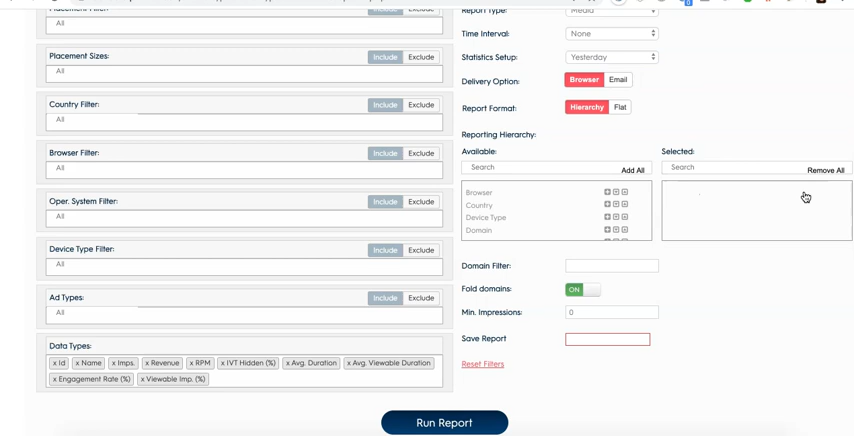 Placement Filter:
Include Exclude
All
Placement Sizes:
Include Exclude
All
Country Filter:
Include Exclude
All
Browser Filter:
Include Exclude
All
Oper. System Filter:
Include Exclude
All
Device Type Filter:
Include Exclude
All
Ad Types:
Include Exclude
All
Data Types:
x Id x Name x Imps. x Revenue x RPM x IVT Hidden (%) x Avg. Duration x Avg. Viewable Duration
x Engagement Rate (%) x Viewable Imp. (%)
Report Type: Media
Time Interval: None
Statistics Setup: Yesterday
Delivery Option: Browser Email
Report Format: Hierarchy Flat
Reporting Hierarchy:
Available: Selected:
Search Add All Search Remove All
Browser
Country
Device Type
Domain
Domain Filter:
Fold domains: ON
Min. Impressions: 0
Save Report
Reset Filters
Run Report